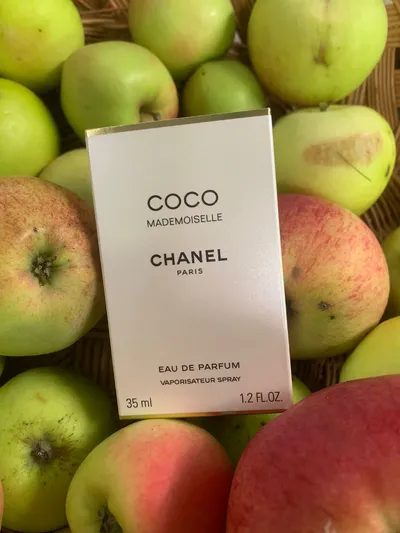 COCO
MADEMOISELLE
CHANEL
PARIS
EAU DE PARFUM
VAPORISATEUR SPRAY
35 ml 1.2 FL.OZ.